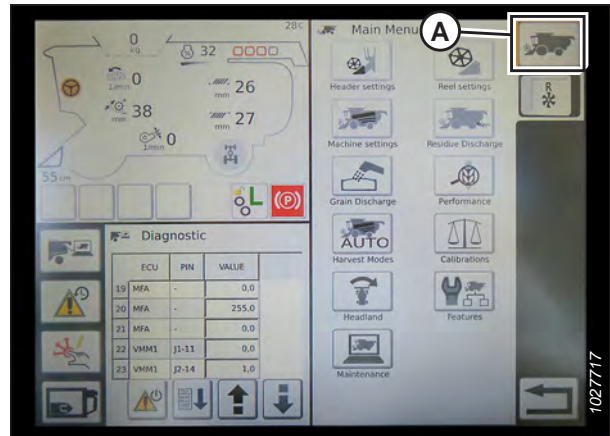 28C
Main Menu
A
0
kg
32
1/min
0
mm
26
mm
38
mm
27
1/min
0
55 cm
L
(P)
R
Header settings
Reel settings
Machine settings
Residue Discharge
Grain Discharge
Performance
AUTO
Harvest Modes
Calibrations
Headland
Features
Maintenance
Diagnostic
ECU PIN VALUE
19 MFA - 0,0
20 MFA - 255.0
21 MFA - 0,0
22 VMM1 J1-11 0,0
23 VMM1 J2-14 1,0
1027717